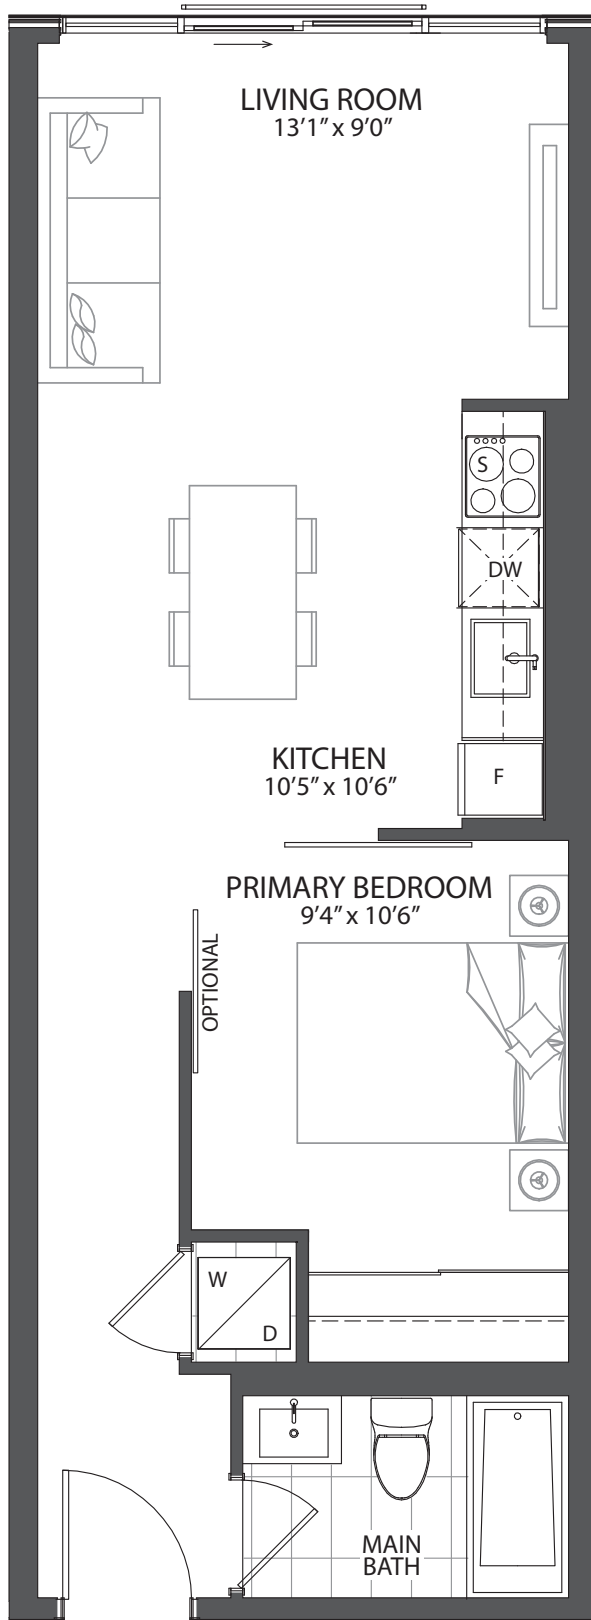 LIVING ROOM
13'1" x 9'0"
S
DW
KITCHEN
10'5" x 10'6"
F
PRIMARY BEDROOM
9'4" x 10'6"
OPTIONAL
W
D
MAIN
BATH